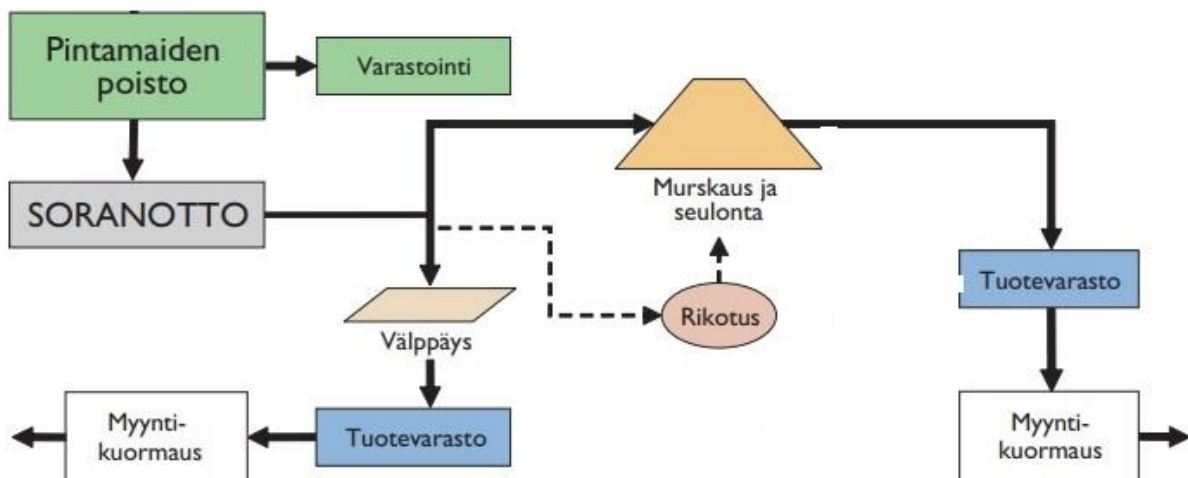 Pintamaiden
poisto
Varastointi
SORANOTTO
Murskaus ja
seulonta
Tuotevarasto
Rikotus
Välppäys
Myynti-
kuormaus
Tuotevarasto
Myynti-
kuormaus